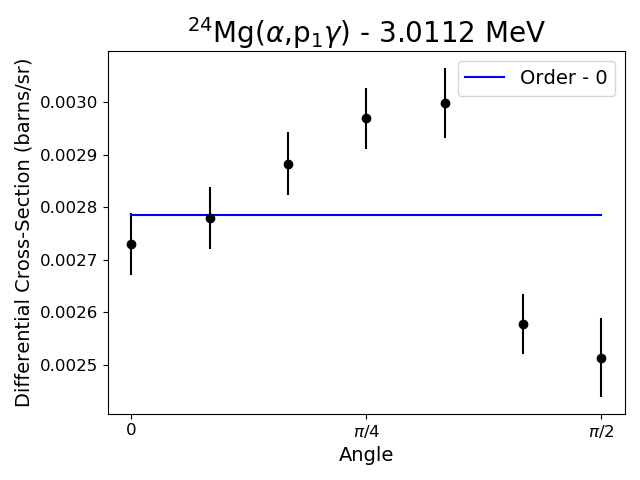 ²⁴Mg(α,p₁γ) - 3.0112 MeV
Order - 0
Differential Cross-Section (barns/sr)
0.0030
0.0029
0.0028
0.0027
0.0026
0.0025
0 π/4 π/2
Angle